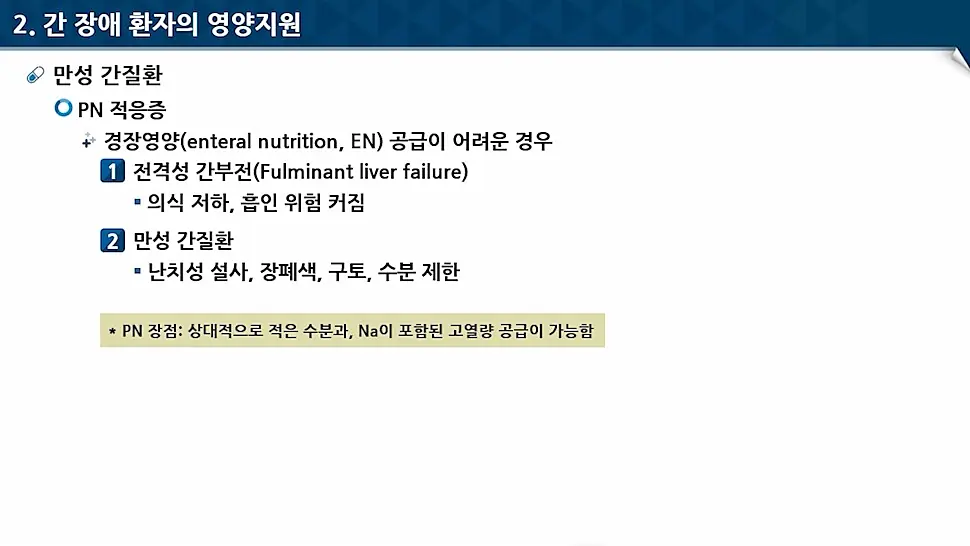 2. 간 장애 환자의 영양지원
만성 간질환
PN 적응증
경장영양(enteral nutrition, EN) 공급이 어려운 경우
1 전격성 간부전(Fulminant liver failure)
▪ 의식 저하, 흡인 위험 커짐
2 만성 간질환
▪ 난치성 설사, 장폐색, 구토, 수분 제한
* PN 장점: 상대적으로 적은 수분과, Na이 포함된 고열량 공급이 가능함